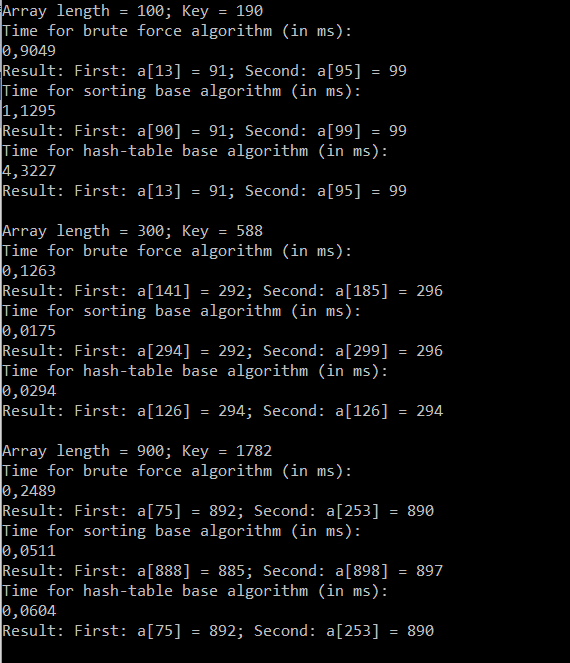 Array length = 100; Key = 190
Time for brute force algorithm (in ms):
0,9049
Result: First: a[13] = 91; Second: a[95] = 99
Time for sorting base algorithm (in ms):
1,1295
Result: First: a[90] = 91; Second: a[99] = 99
Time for hash-table base algorithm (in ms):
4,3227
Result: First: a[13] = 91; Second: a[95] = 99

Array length = 300; Key = 588
Time for brute force algorithm (in ms):
0,1263
Result: First: a[141] = 292; Second: a[185] = 296
Time for sorting base algorithm (in ms):
0,0175
Result: First: a[294] = 292; Second: a[299] = 296
Time for hash-table base algorithm (in ms):
0,0294
Result: First: a[126] = 294; Second: a[126] = 294

Array length = 900; Key = 1782
Time for brute force algorithm (in ms):
0,2489
Result: First: a[75] = 892; Second: a[253] = 890
Time for sorting base algorithm (in ms):
0,0511
Result: First: a[888] = 885; Second: a[898] = 897
Time for hash-table base algorithm (in ms):
0,0604
Result: First: a[75] = 892; Second: a[253] = 890